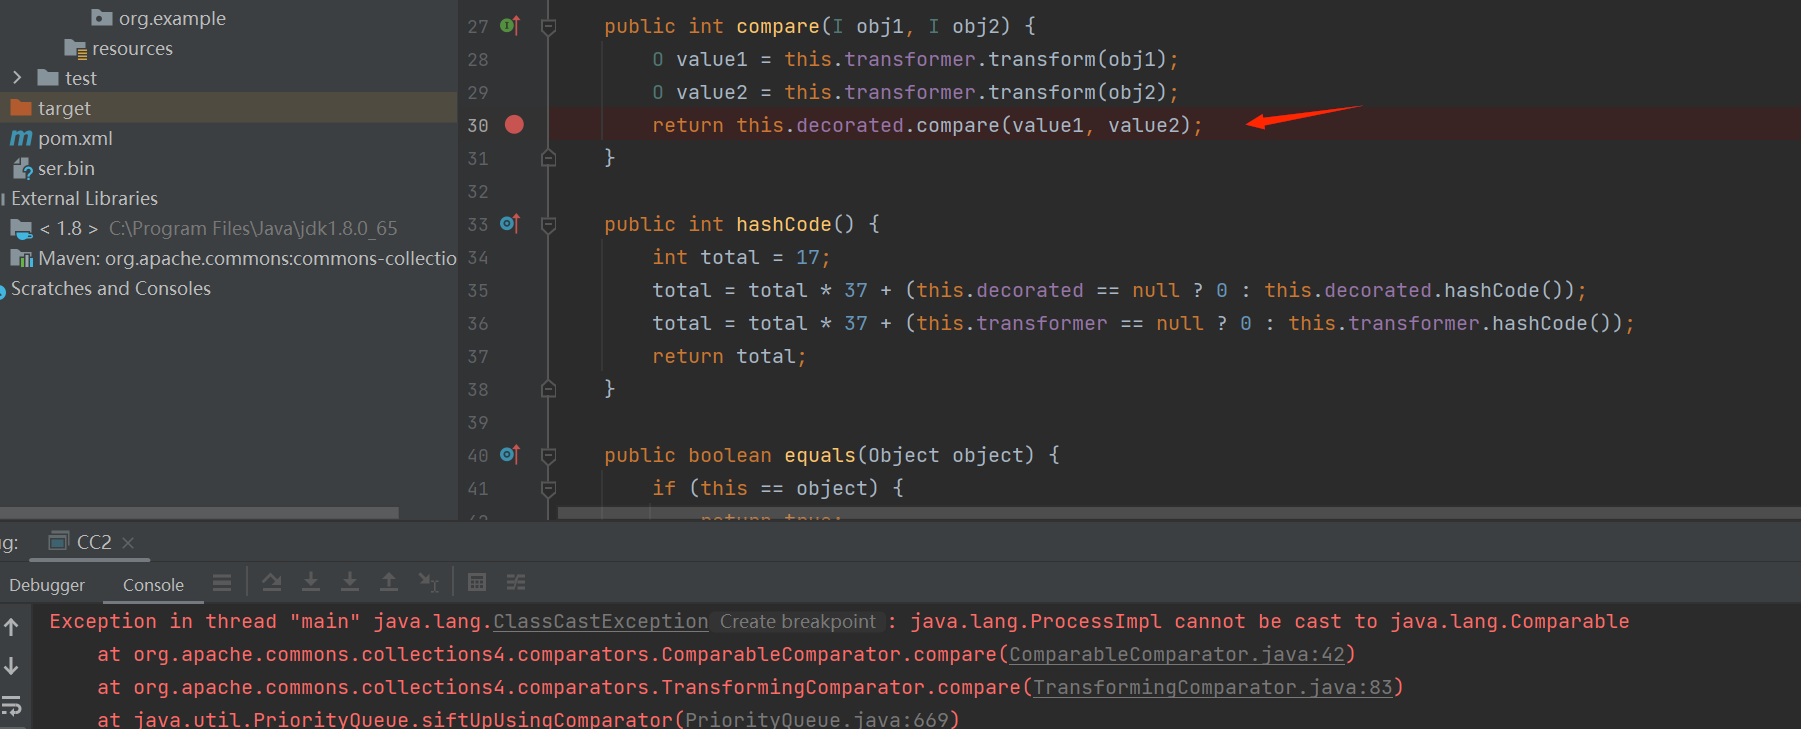 org.example
resources
test
target
pom.xml
ser.bin
External Libraries
< 1.8 > C:\Program Files\Java\jdk1.8.0_65
Maven: org.apache.commons:commons-collectio
Scratches and Consoles
27 public int compare(I obj1, I obj2) {
28 O value1 = this.transformer.transform(obj1);
29 O value2 = this.transformer.transform(obj2);
30 return this.decorated.compare(value1, value2);
31 }
32
33 public int hashCode() {
34 int total = 17;
35 total = total * 37 + (this.decorated == null ? 0 : this.decorated.hashCode());
36 total = total * 37 + (this.transformer == null ? 0 : this.transformer.hashCode());
37 return total;
38 }
39
40 public boolean equals(Object object) {
41 if (this == object) {
return true;
g: CC2
Debugger Console
Exception in thread "main" java.lang.ClassCastException Create breakpoint : java.lang.ProcessImpl cannot be cast to java.lang.Comparable
at org.apache.commons.collections4.comparators.ComparableComparator.compare(ComparableComparator.java:42)
at org.apache.commons.collections4.comparators.TransformingComparator.compare(TransformingComparator.java:83)
at java.util.PriorityQueue.siftUpUsingComparator(PriorityQueue.java:669)